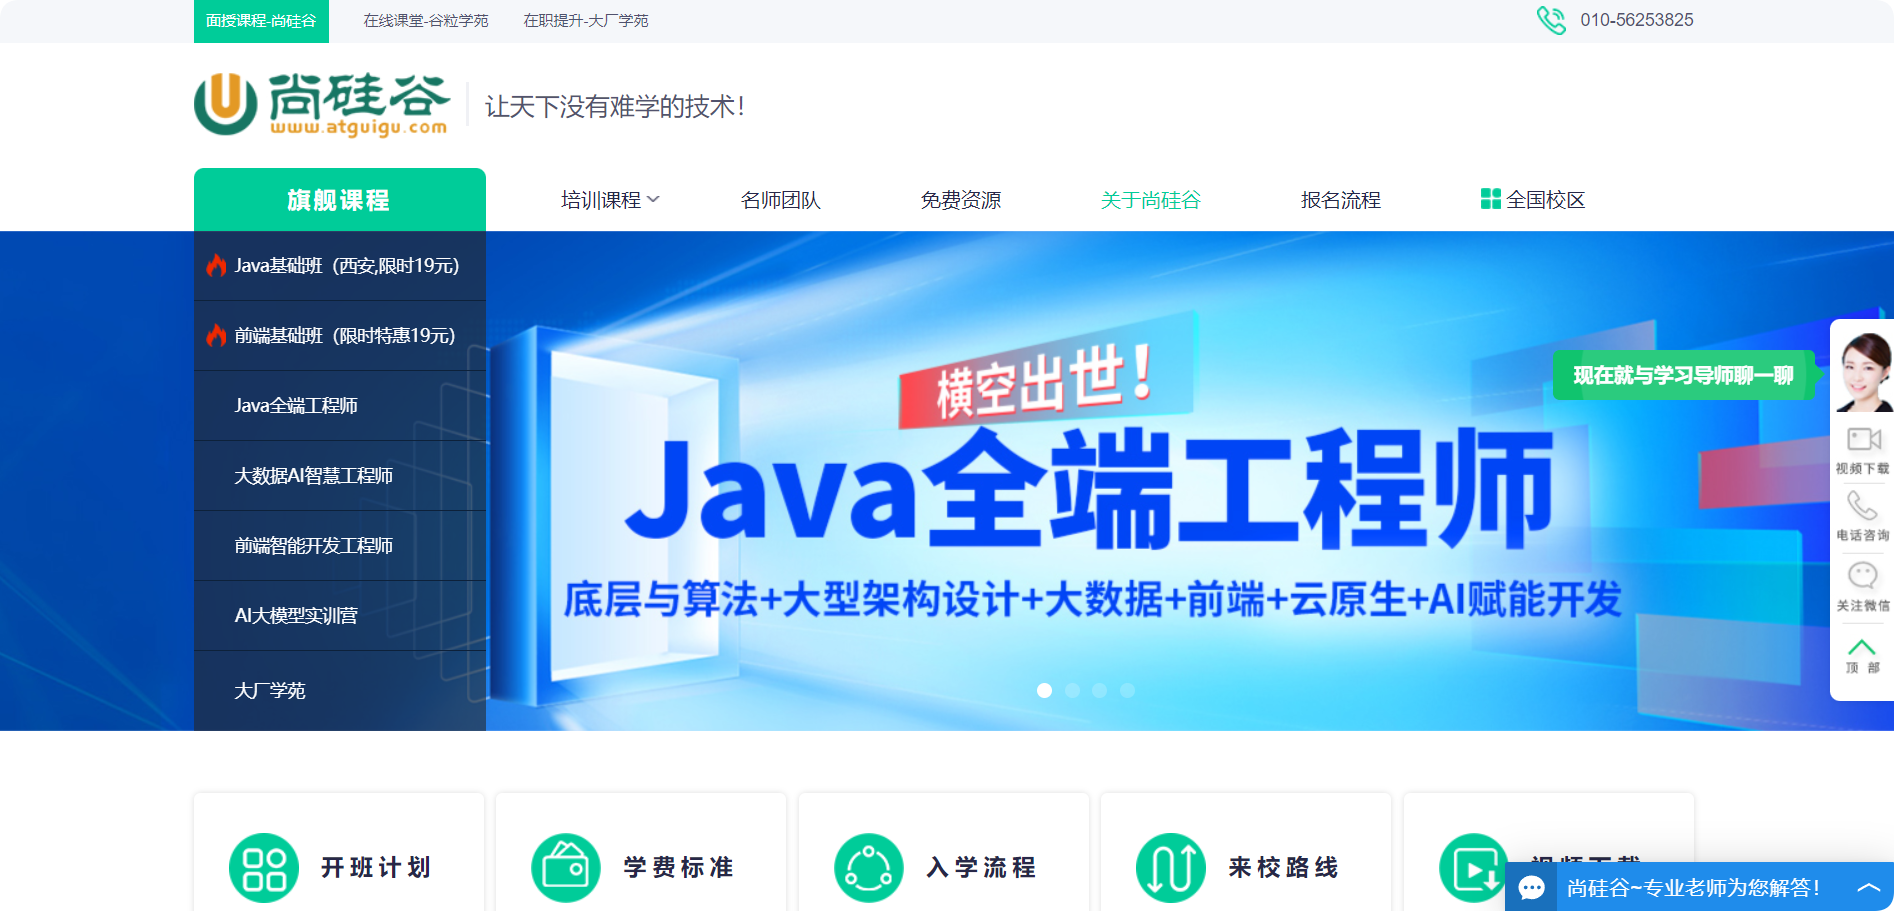 面授课程-尚硅谷
在线课堂-谷粒学苑
在职提升-大厂学苑
010-56253825
尚硅谷
www.atguigu.com
让天下没有难学的技术！
旗舰课程
培训课程
名师团队
免费资源
关于尚硅谷
报名流程
全国校区
Java基础班（西安,限时19元）
前端基础班（限时特惠19元）
Java全端工程师
大数据AI智慧工程师
前端智能开发工程师
AI大模型实训营
大厂学苑
横空出世！
Java全端工程师
底层与算法+大型架构设计+大数据+前端+云原生+AI赋能开发
现在就与学习导师聊一聊
视频下载
电话咨询
关注微信
顶 部
开班计划
学费标准
入学流程
来校路线
视频下载
尚硅谷~专业老师为您解答！